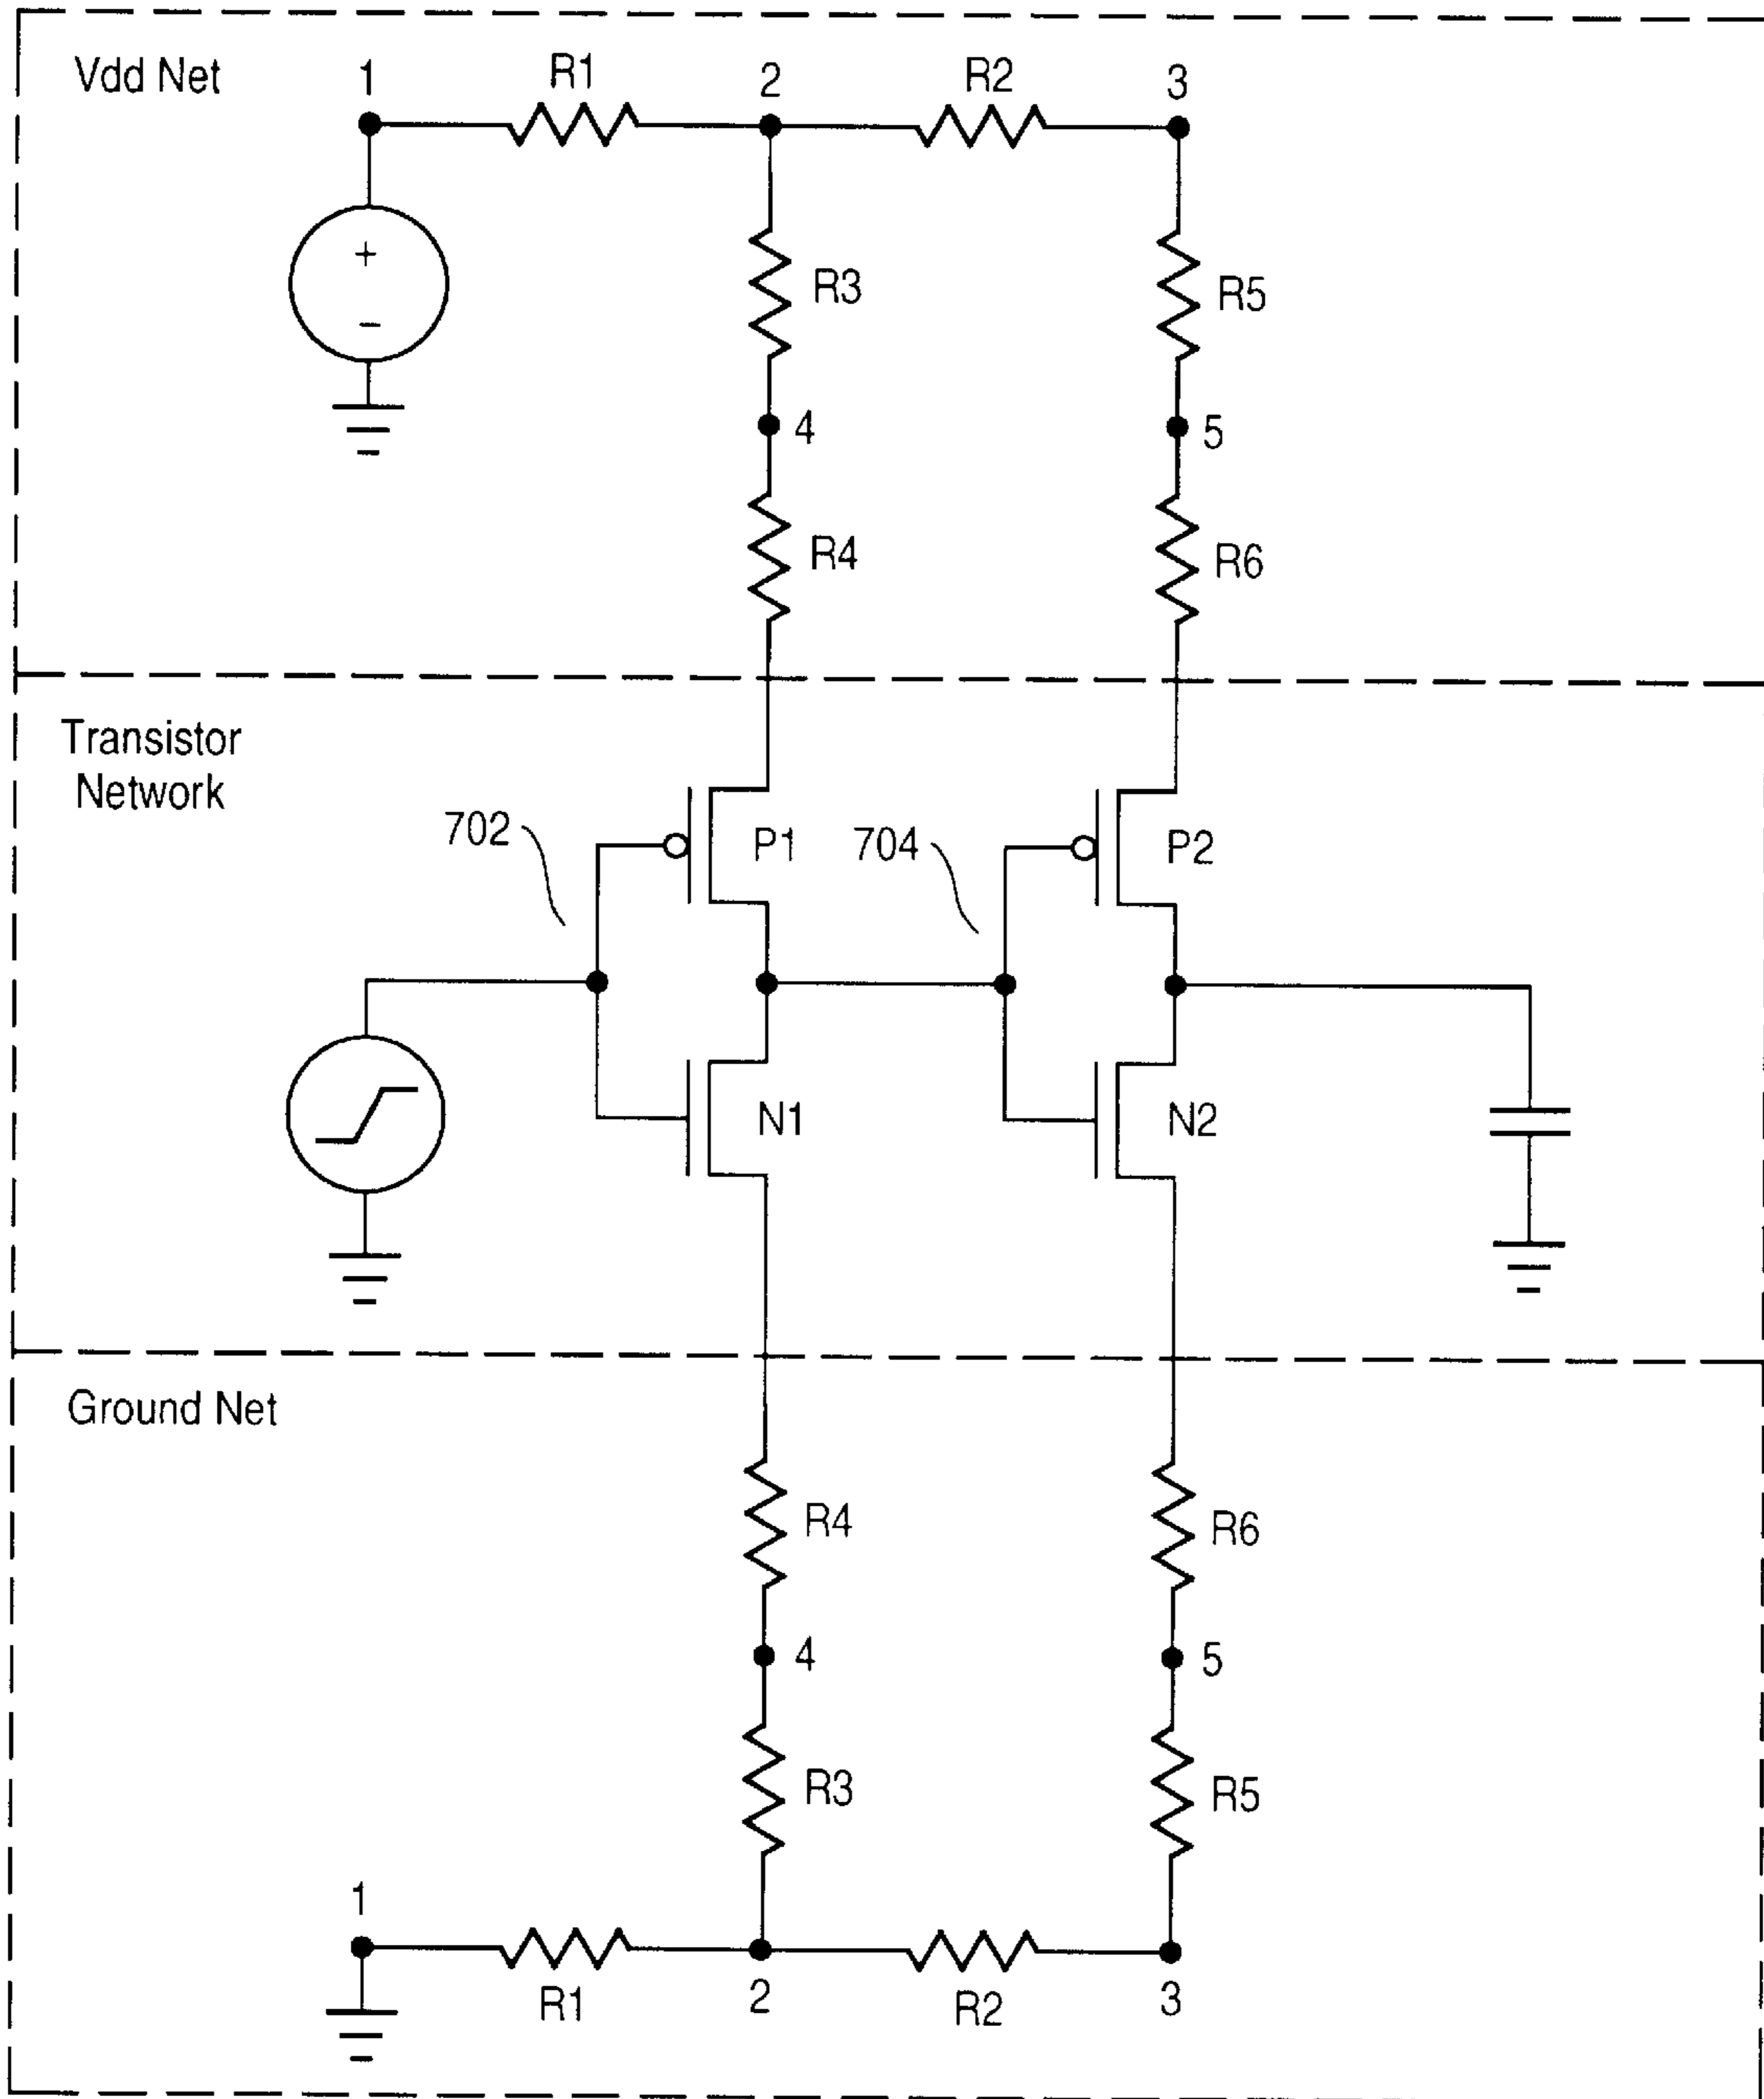 Vdd Net
1
R1
2
R2
3
+
−
R3
R5
4
5
R4
R6
Transistor
Network
702
P1
704
P2
N1
N2
Ground Net
R4
R6
4
5
R3
R5
1
R1
2
R2
3